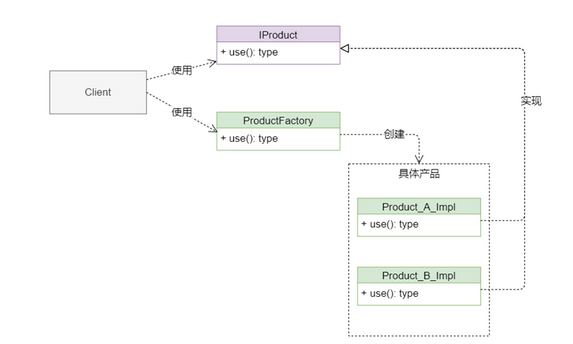 IProduct
+ use(): type
使用
Client
实现
使用
ProductFactory
+ use(): type
创建
具体产品
Product_A_Impl
+ use(): type
Product_B_Impl
+ use(): type